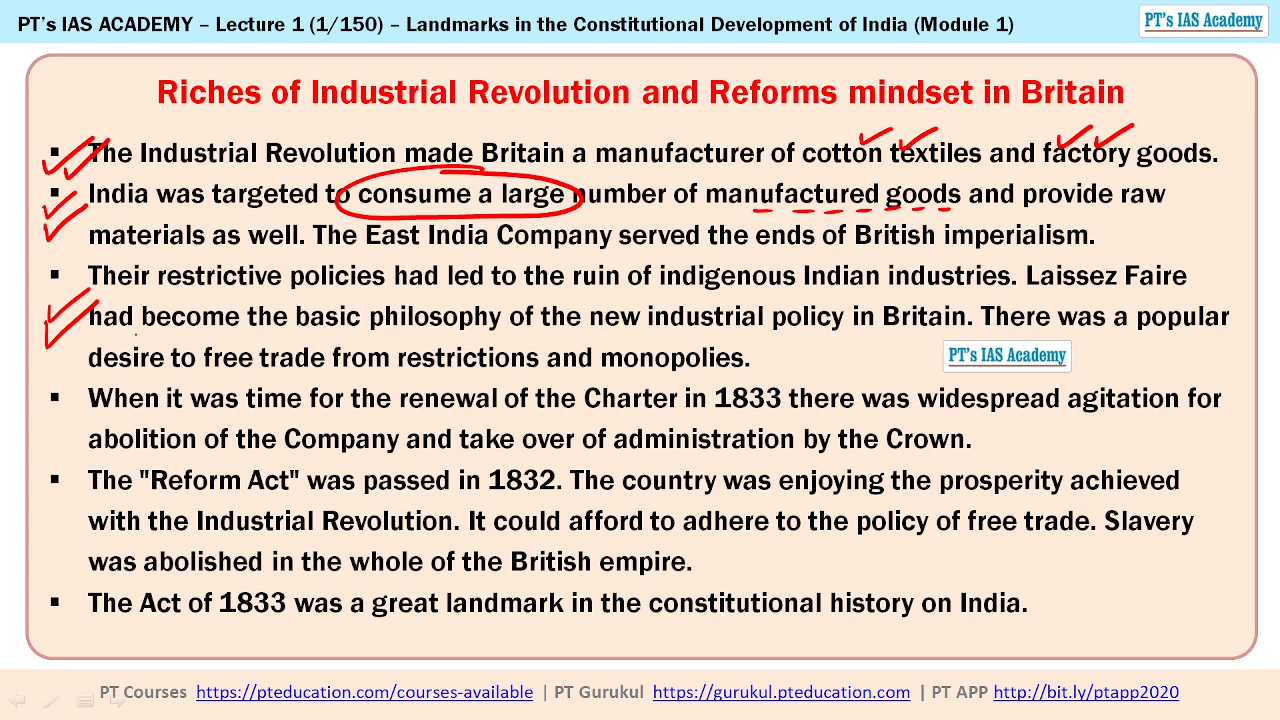 PT's IAS ACADEMY – Lecture 1 (1/150) – Landmarks in the Constitutional Development of India (Module 1)
PT's IAS Academy
Riches of Industrial Revolution and Reforms mindset in Britain
▪ The Industrial Revolution made Britain a manufacturer of cotton textiles and factory goods.
▪ India was targeted to consume a large number of manufactured goods and provide raw
materials as well. The East India Company served the ends of British imperialism.
▪ Their restrictive policies had led to the ruin of indigenous Indian industries. Laissez Faire
had become the basic philosophy of the new industrial policy in Britain. There was a popular
desire to free trade from restrictions and monopolies.
PT's IAS Academy
▪ When it was time for the renewal of the Charter in 1833 there was widespread agitation for
abolition of the Company and take over of administration by the Crown.
▪ The "Reform Act" was passed in 1832. The country was enjoying the prosperity achieved
with the Industrial Revolution. It could afford to adhere to the policy of free trade. Slavery
was abolished in the whole of the British empire.
▪ The Act of 1833 was a great landmark in the constitutional history on India.
PT Courses https://pteducation.com/courses-available | PT Gurukul https://gurukul.pteducation.com | PT APP http://bit.ly/ptapp2020